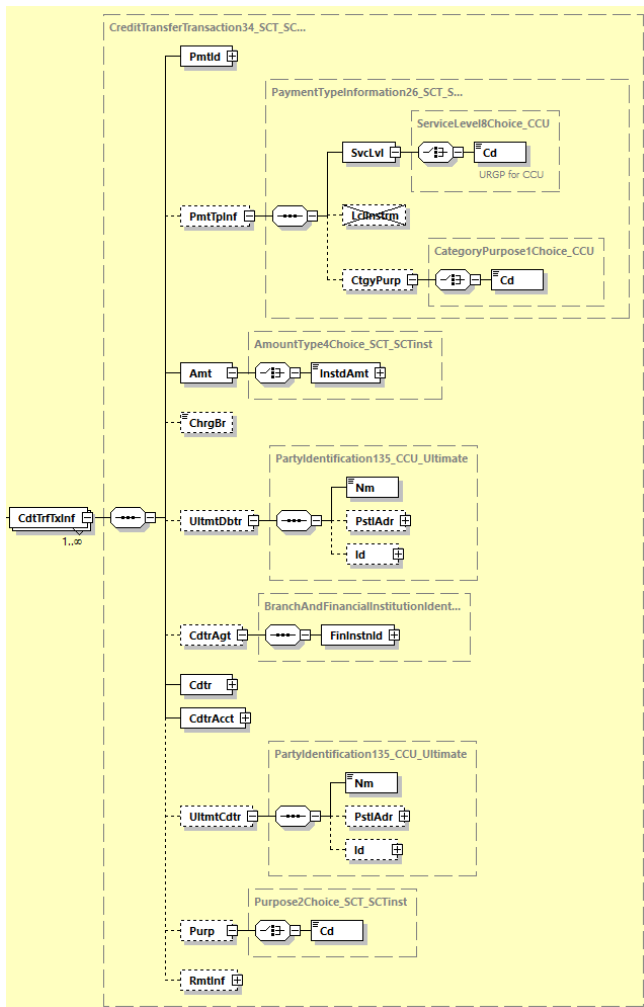 CreditTransferTransaction34_SCT_SC...
PmtId
PaymentTypeInformation26_SCT_S...
ServiceLevel8Choice_CCU
SvcLvl
Cd
URGP for CCU
PmtTpInf
LclInstrm
CategoryPurpose1Choice_CCU
CtgyPurp
Cd
AmountType4Choice_SCT_SCTinst
Amt
InstdAmt
ChrgBr
PartyIdentification135_CCU_Ultimate
Nm
CdtTrfTxInf
1..∞
UltmtDbtr
PstlAdr
Id
BranchAndFinancialInstitutionIdent...
CdtrAgt
FinInstnId
Cdtr
CdtrAcct
PartyIdentification135_CCU_Ultimate
Nm
UltmtCdtr
PstlAdr
Id
Purpose2Choice_SCT_SCTinst
Purp
Cd
RmtInf